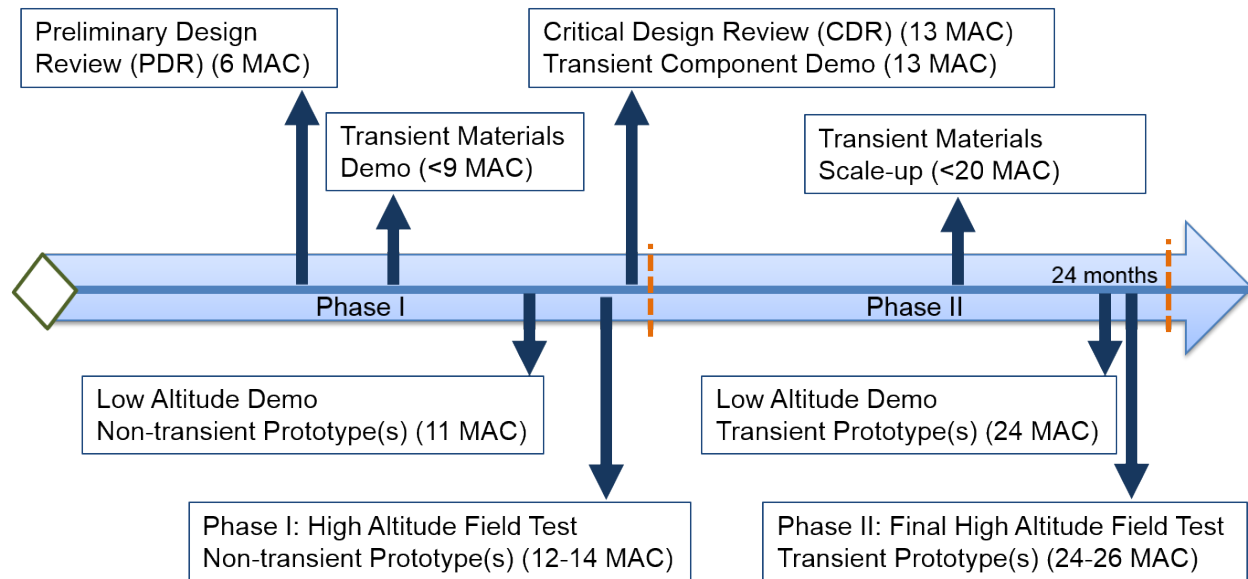 Preliminary Design
Review (PDR) (6 MAC)
Critical Design Review (CDR) (13 MAC)
Transient Component Demo (13 MAC)
Transient Materials
Demo (<9 MAC)
Transient Materials
Scale-up (<20 MAC)
24 months
Phase I
Phase II
Low Altitude Demo
Non-transient Prototype(s) (11 MAC)
Low Altitude Demo
Transient Prototype(s) (24 MAC)
Phase I: High Altitude Field Test
Non-transient Prototype(s) (12-14 MAC)
Phase II: Final High Altitude Field Test
Transient Prototype(s) (24-26 MAC)